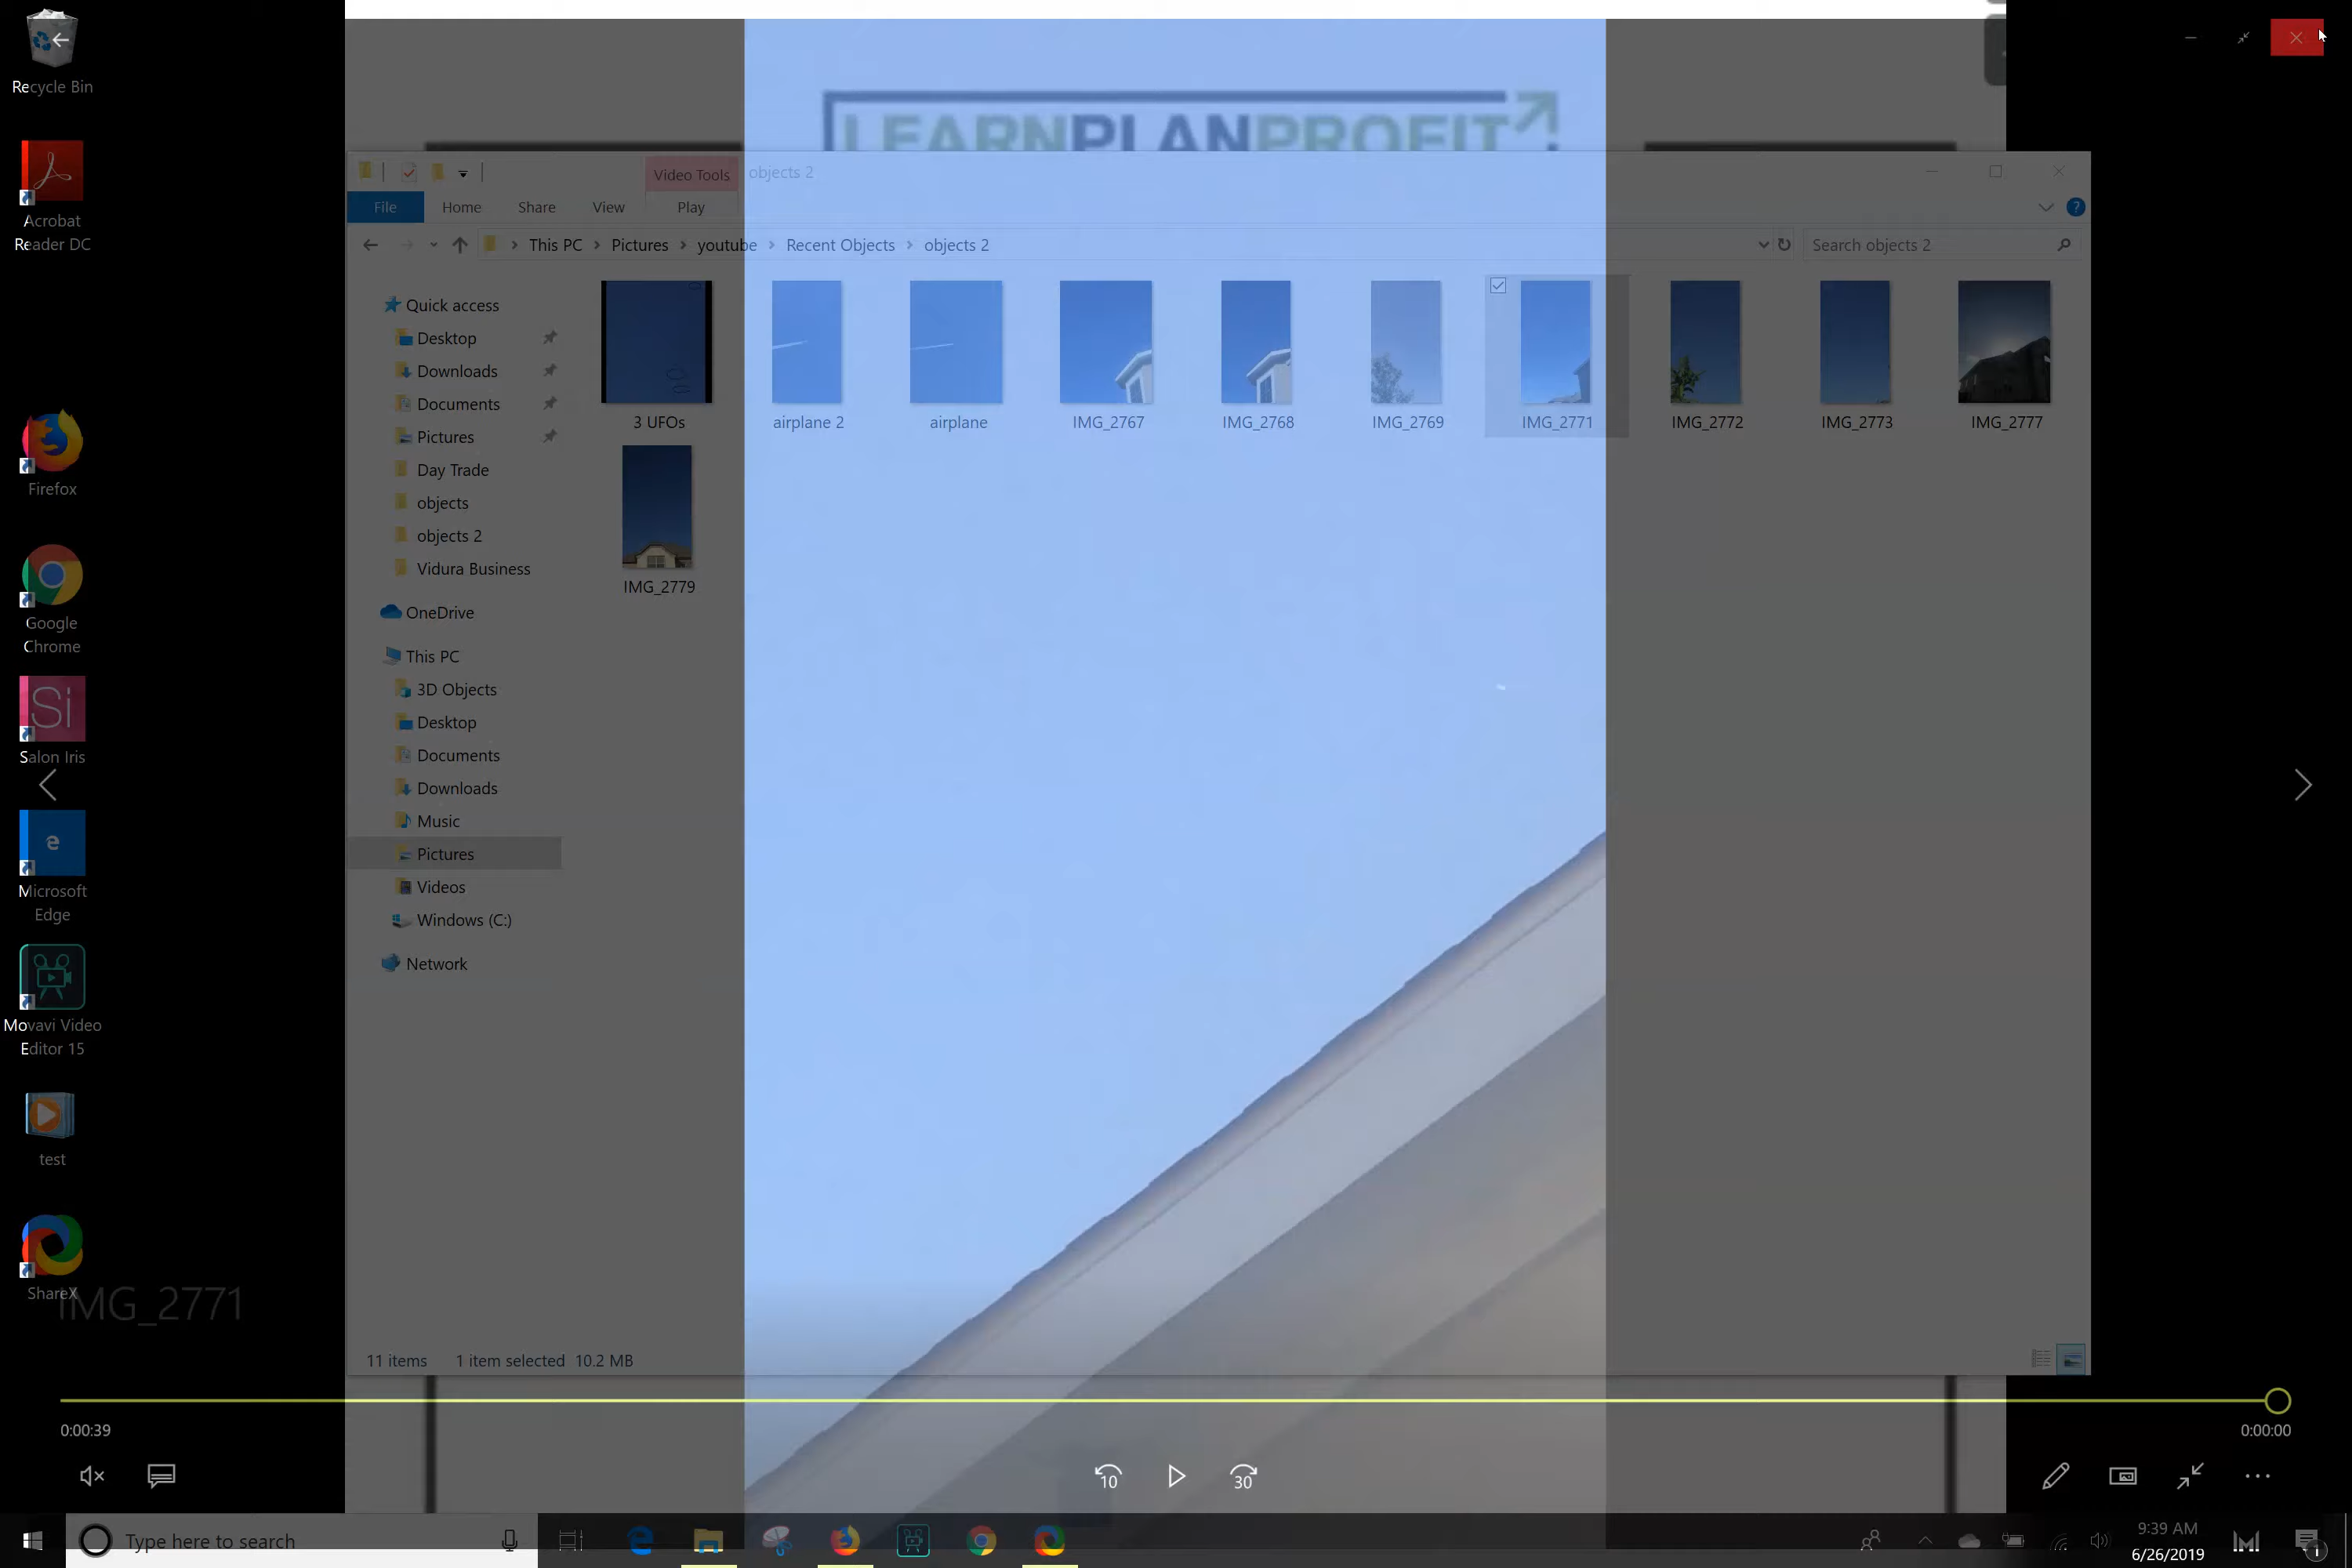 Recycle Bin
LEARNPLANPROFIT
Video Tools
objects 2
File
Home
Share
View
Play
This PC
Pictures
youtube
Recent Objects
objects 2
Search objects 2
Acrobat
Reader DC
Quick access
Desktop
Downloads
Documents
Pictures
Day Trade
objects
objects 2
Vidura Business
OneDrive
This PC
3D Objects
Desktop
Documents
Downloads
Music
Pictures
Videos
Windows (C:)
Network
3 UFOs
airplane 2
airplane
IMG_2767
IMG_2768
IMG_2769
IMG_2771
IMG_2772
IMG_2773
IMG_2777
IMG_2779
Firefox
Google
Chrome
Si
Salon Iris
Microsoft
Edge
Movavi Video
Editor 15
test
ShareX
IMG_2771
11 items
1 item selected 10.2 MB
0:00:39
0:00:00
10
30
Type here to search
9:39 AM
6/26/2019
1